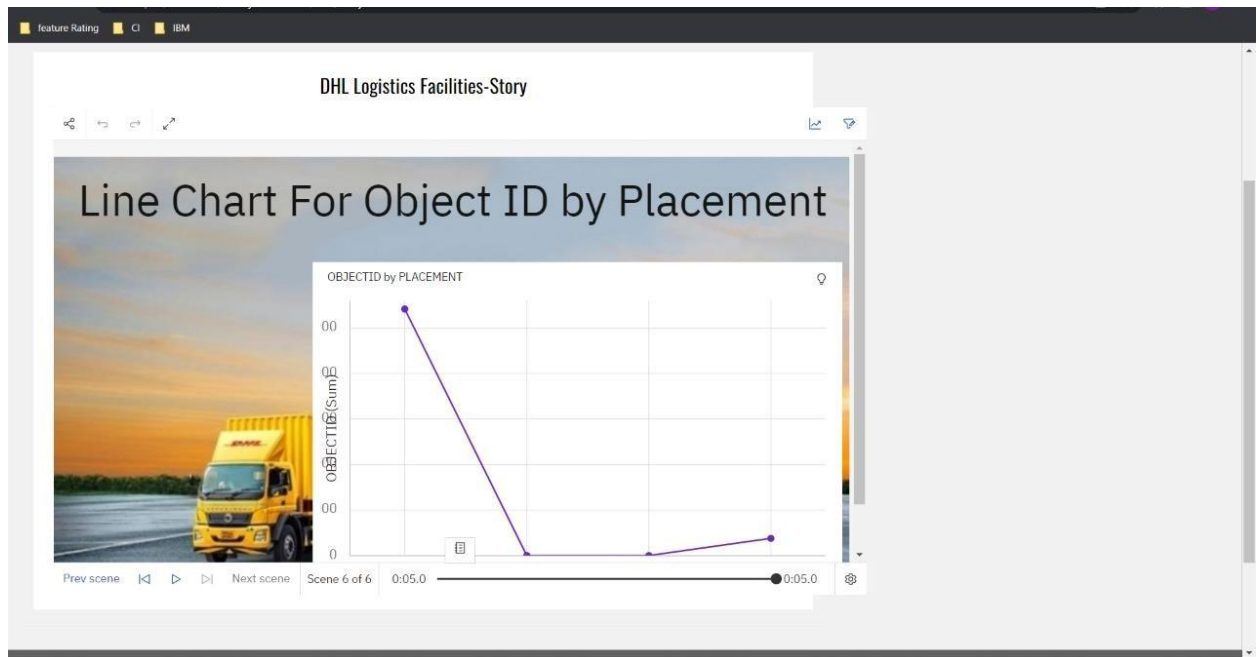 feature Rating CI IBM
DHL Logistics Facilities-Story
Line Chart For Object ID by Placement
OBJECTID by PLACEMENT
OBJECTID (Sum)
00
00
00
00
00
0
DHL
Prev scene Next scene Scene 6 of 6 0:05.0 0:05.0